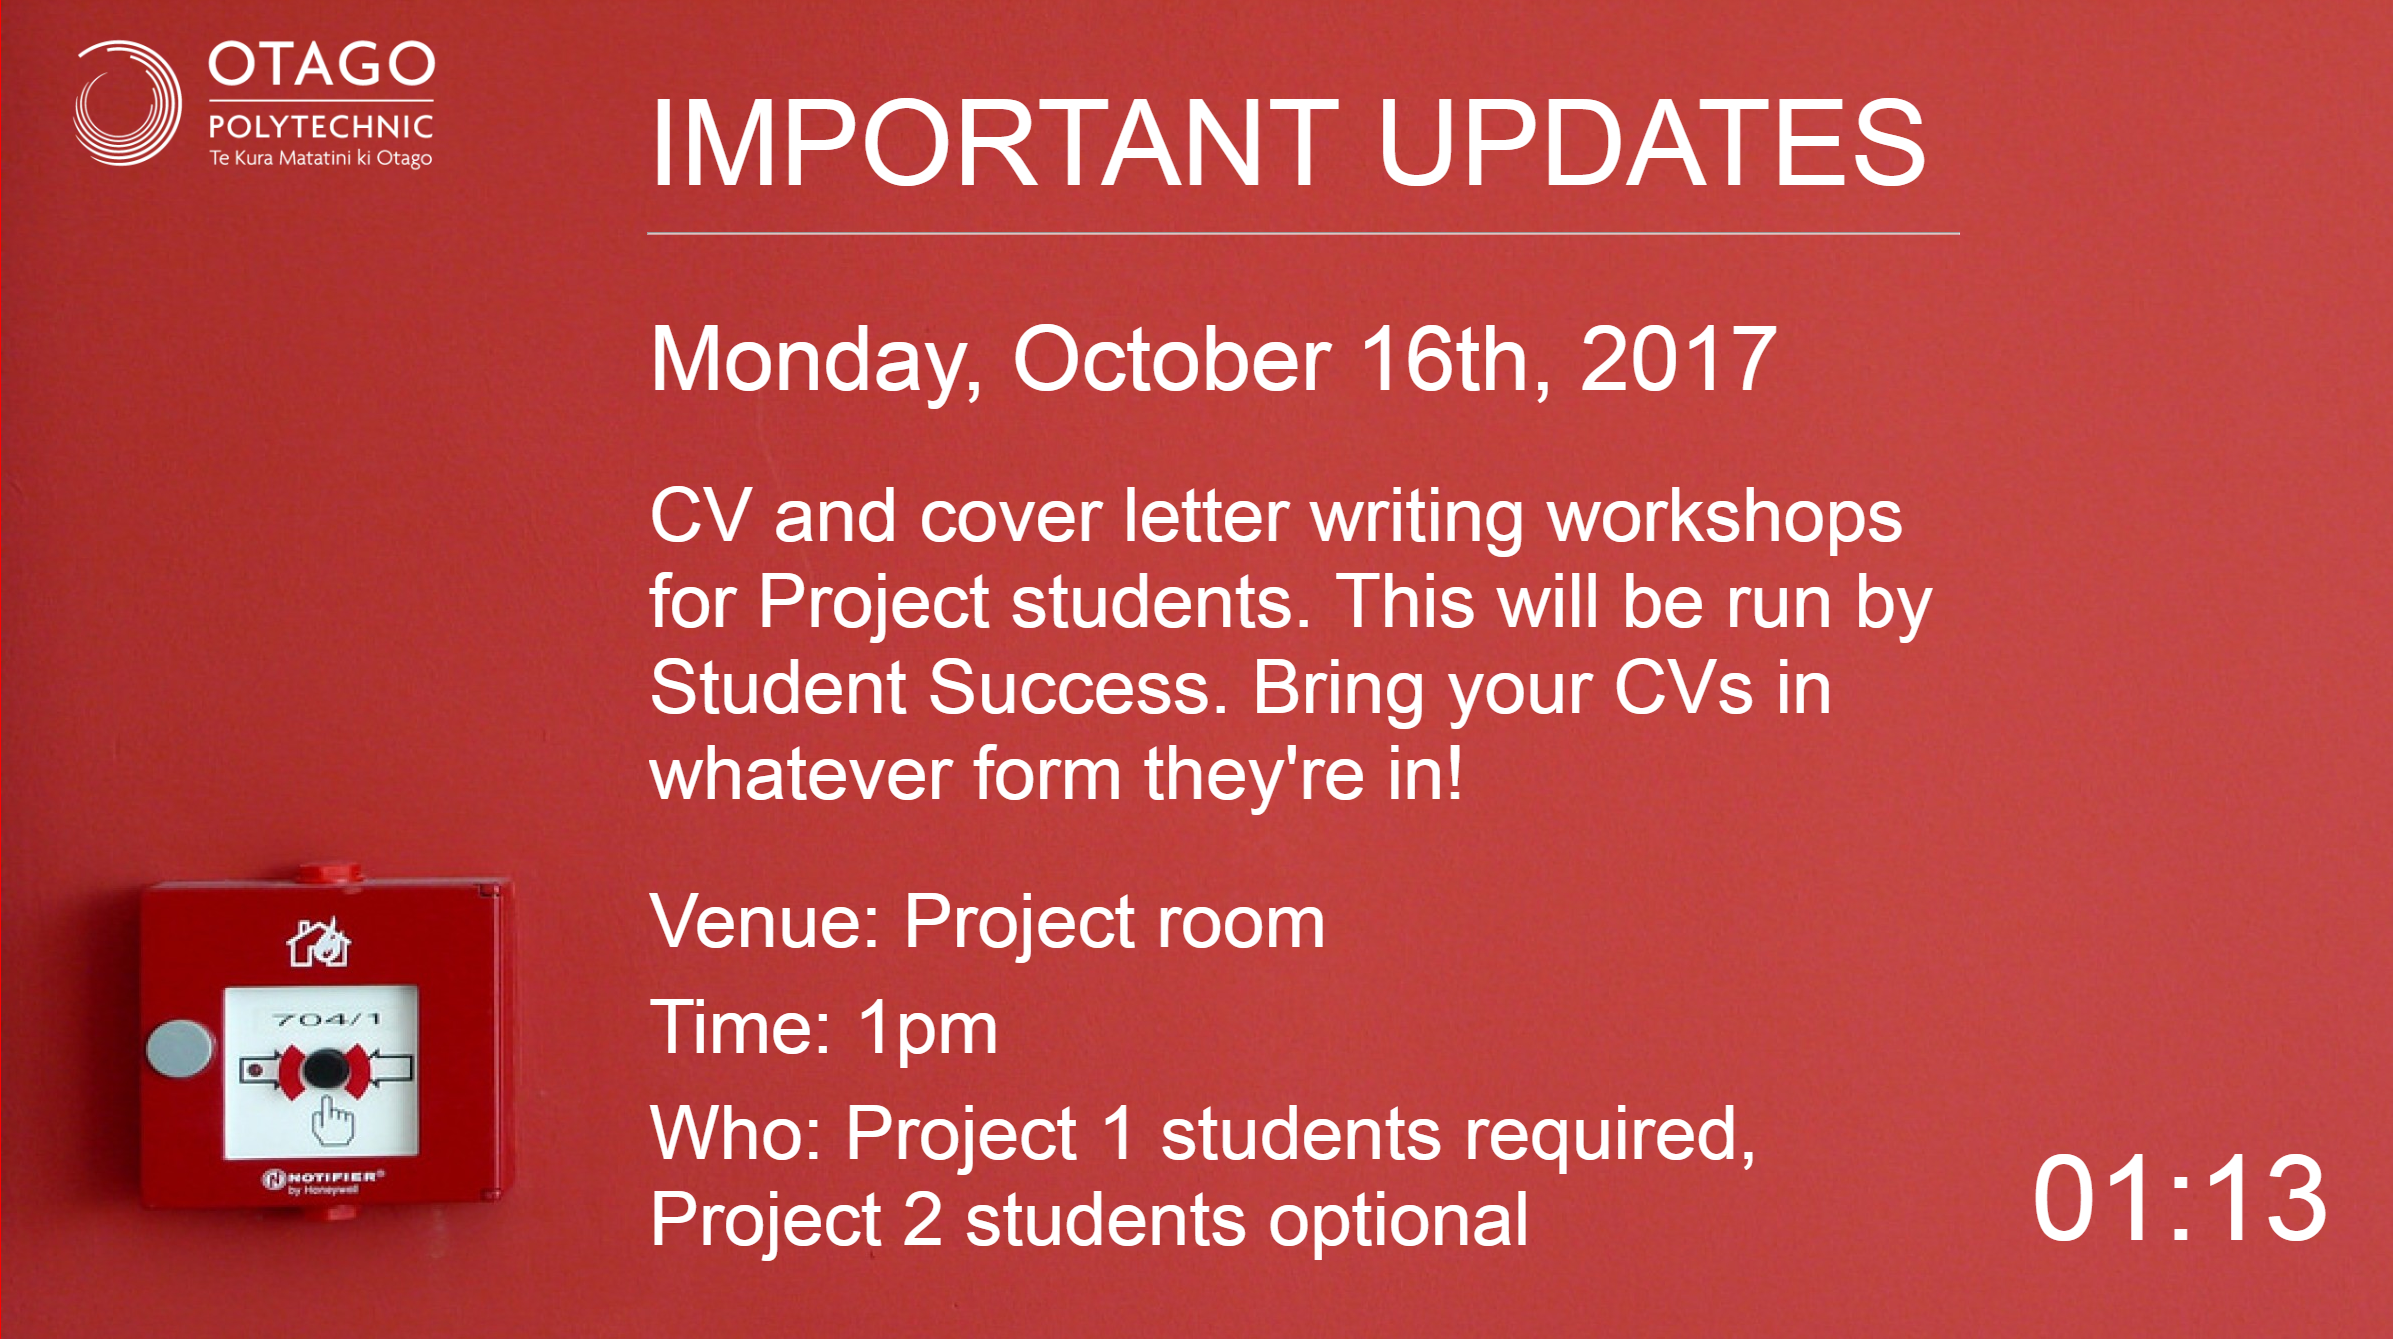 OTAGO
POLYTECHNIC
Te Kura Matatini ki Otago
IMPORTANT UPDATES
Monday, October 16th, 2017
CV and cover letter writing workshops
for Project students. This will be run by
Student Success. Bring your CVs in
whatever form they're in!
Venue: Project room
Time: 1pm
Who: Project 1 students required,
Project 2 students optional
01:13
704/1
N NOTIFIER®
by Honeywell